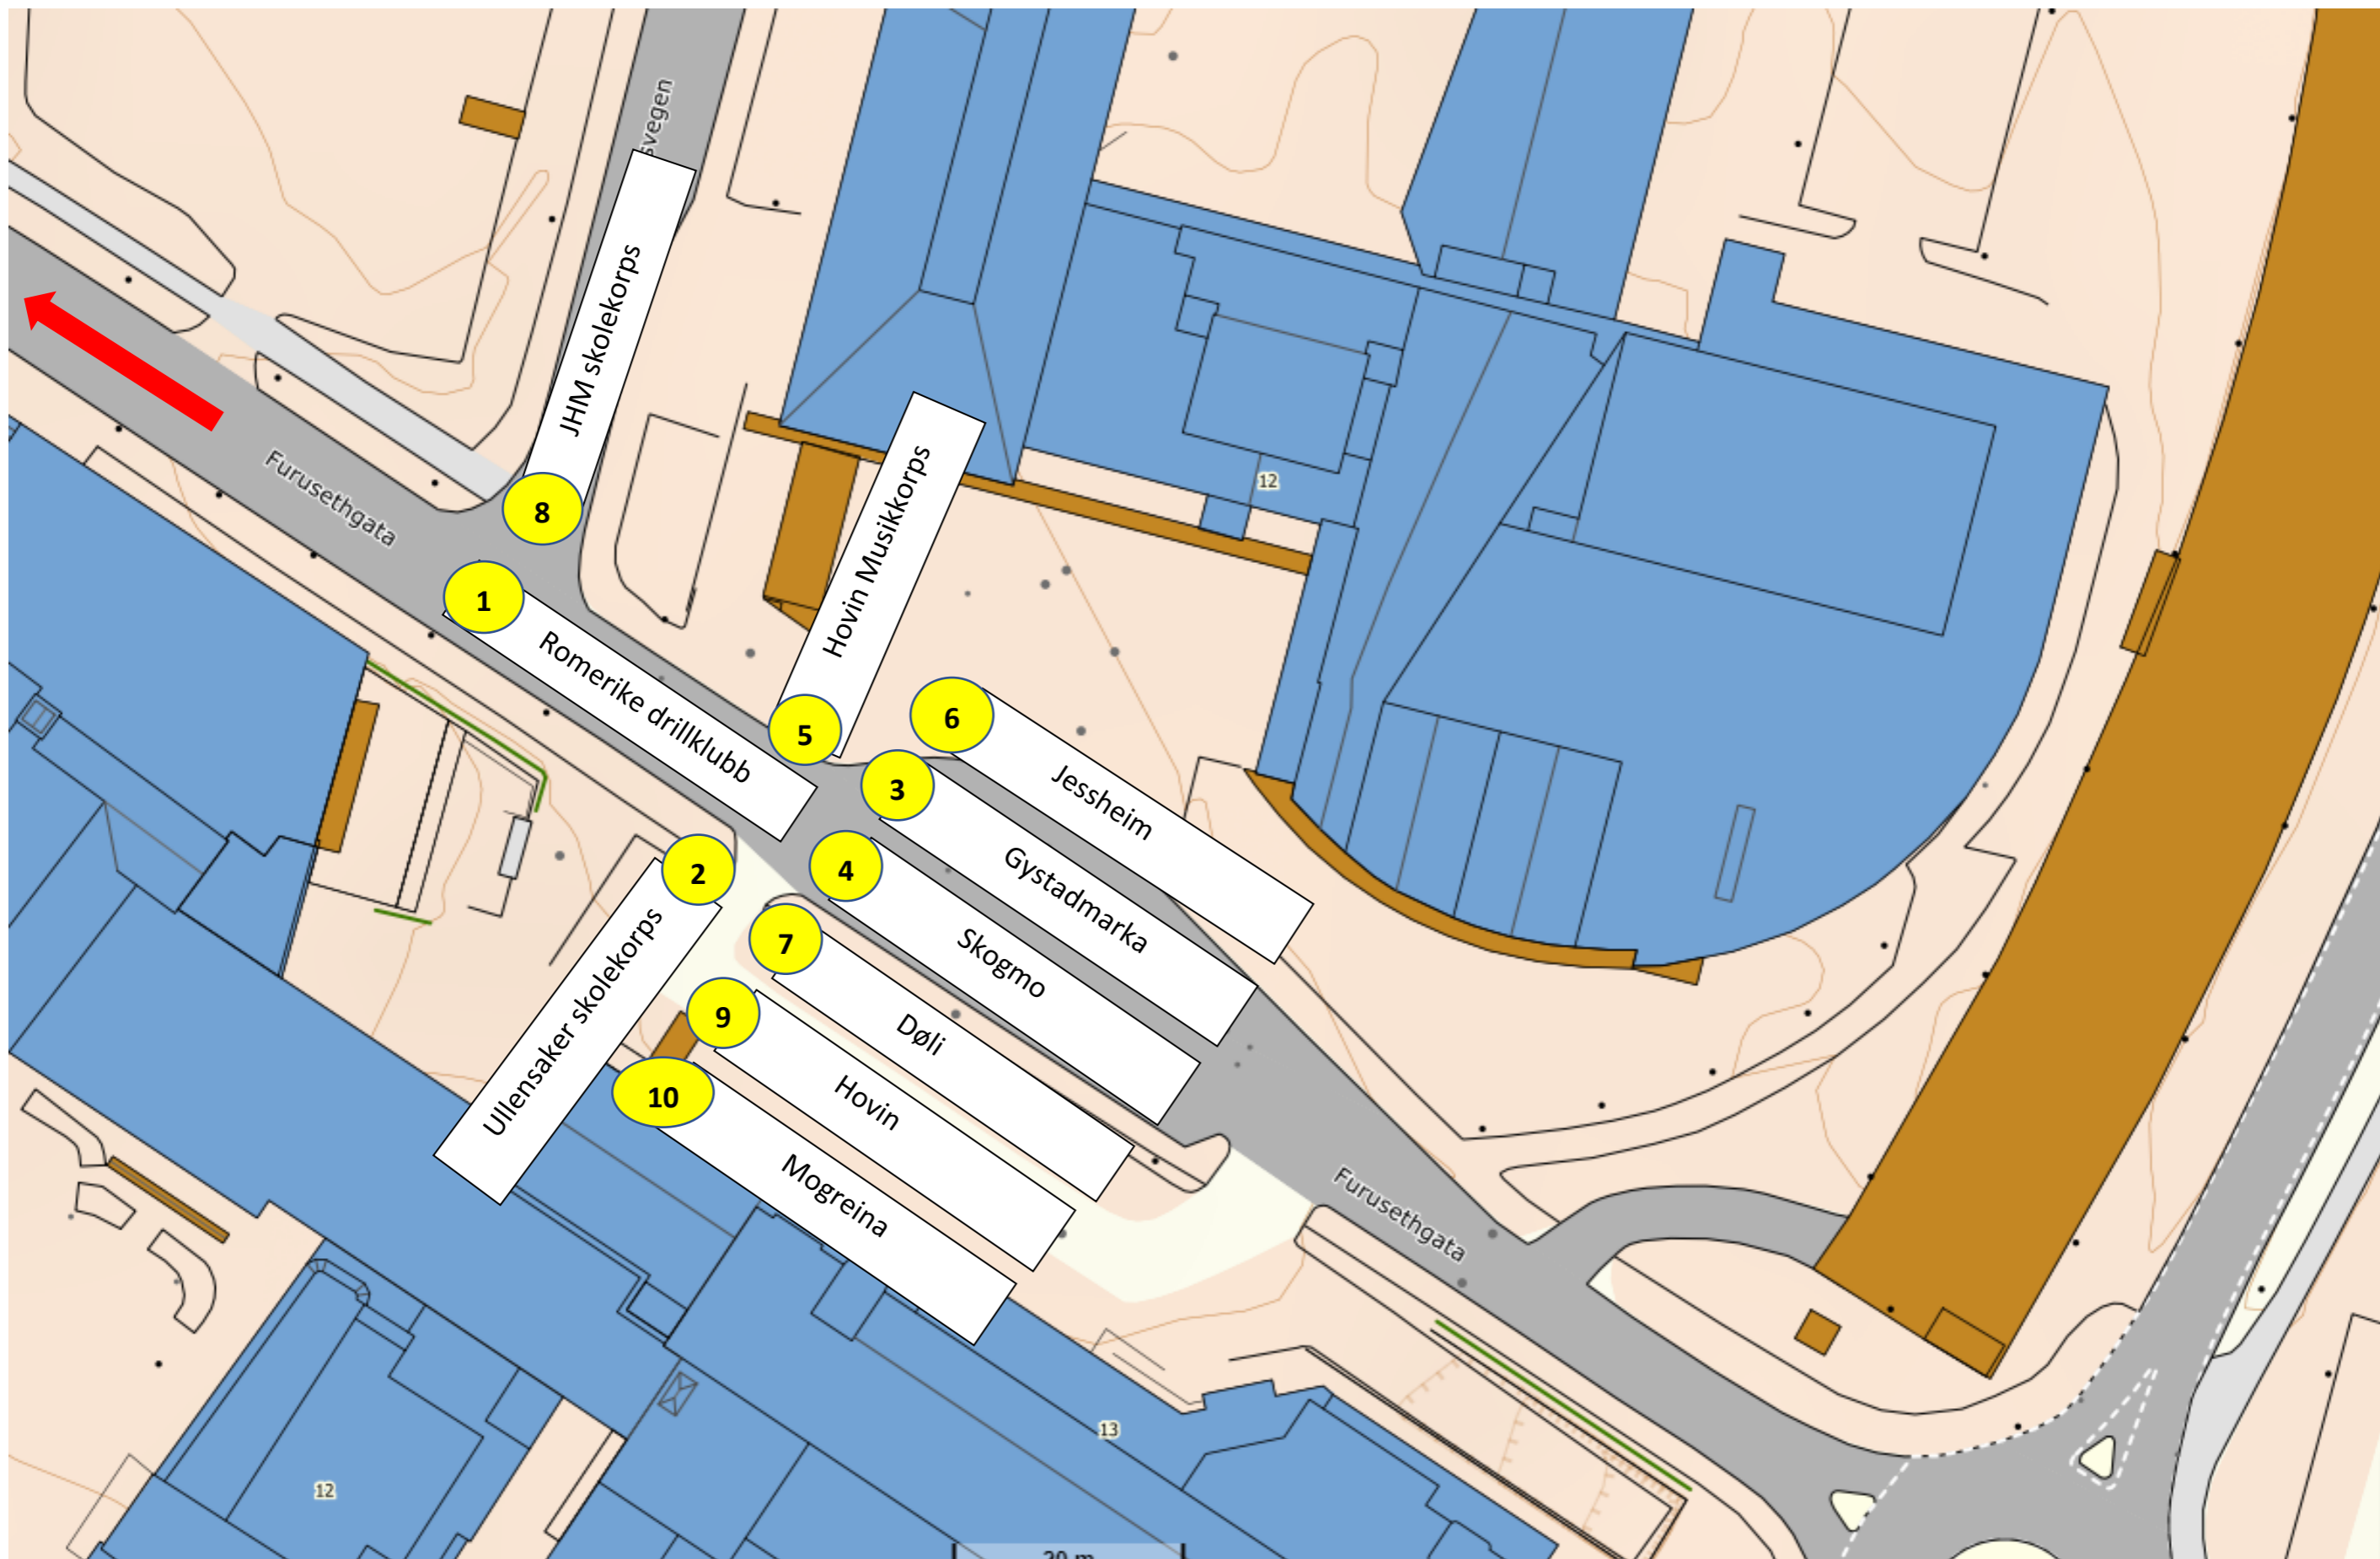 svegen
JHM skolekorps
8
Furusethgata
1
Romerike drillklubb
Hovin Musikkorps
5
12
6
Jessheim
3
Gystadmarka
4
Skogmo
2
Ullensaker skolekorps
7
Døli
9
Hovin
10
Mogreina
Furusethgata
13
12
20 m